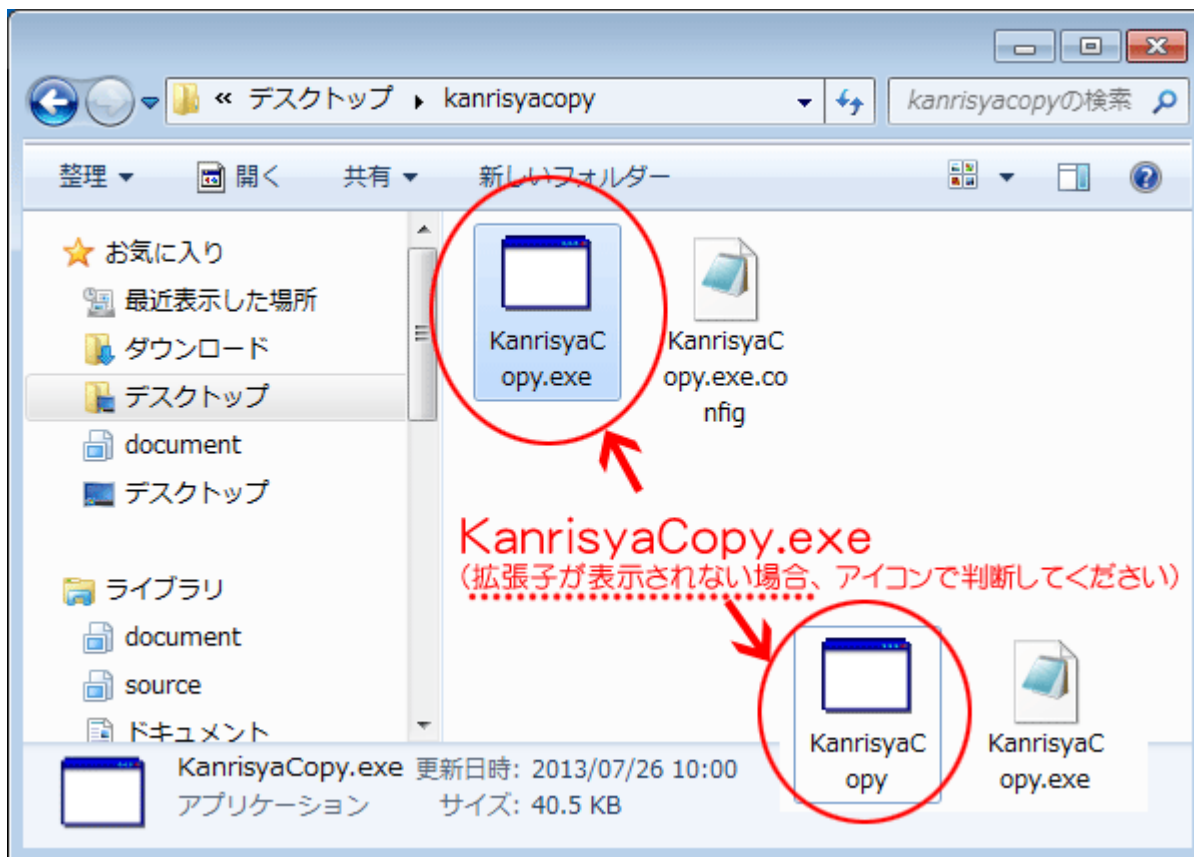 « デスクトップ ▸ kanrisyacopy
kanrisyacopyの検索
整理 ▼ 開く 共有 ▼ 新しいフォルダー
お気に入り
最近表示した場所
ダウンロード
デスクトップ
document
デスクトップ
ライブラリ
document
source
ドキュメント
KanrisyaC
opy.exe
KanrisyaC
opy.exe.co
nfig
KanrisyaCopy.exe
（拡張子が表示されない場合、アイコンで判断してください）
KanrisyaC
opy
KanrisyaC
opy.exe
KanrisyaCopy.exe 更新日時: 2013/07/26 10:00
アプリケーション サイズ: 40.5 KB